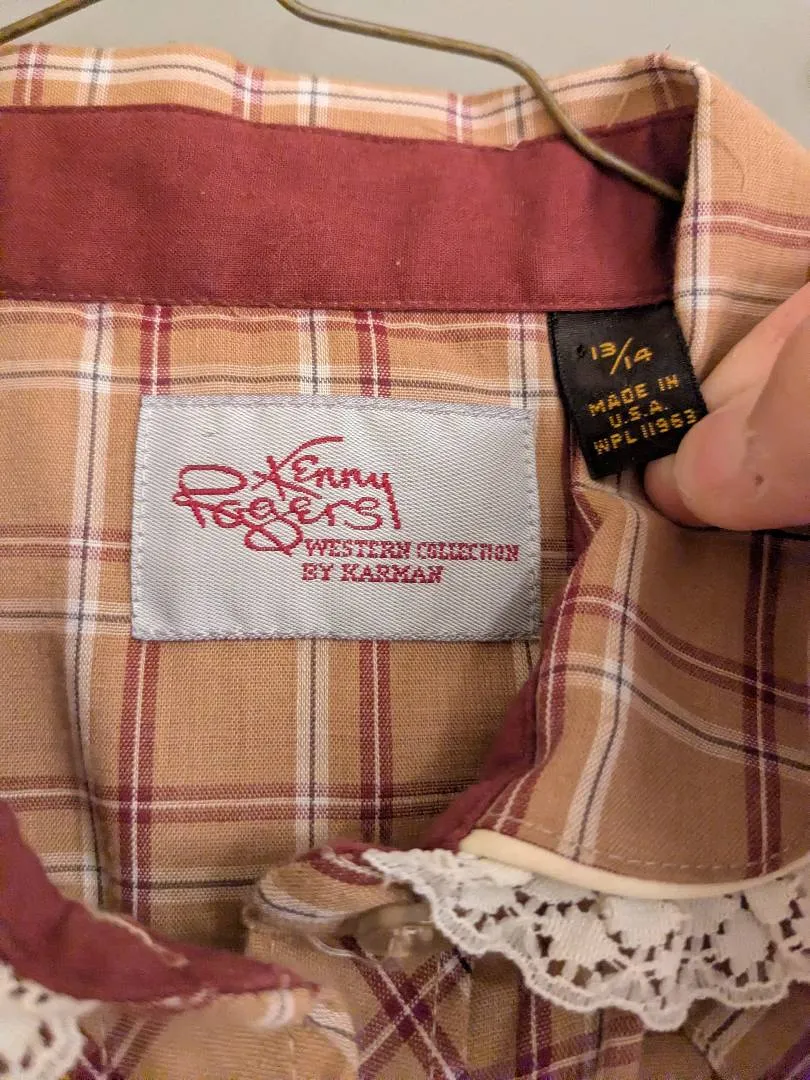 Kenny
Rogers
WESTERN COLLECTION
BY KARMAN
13/14
MADE IN
U.S.A.
WPL 11963